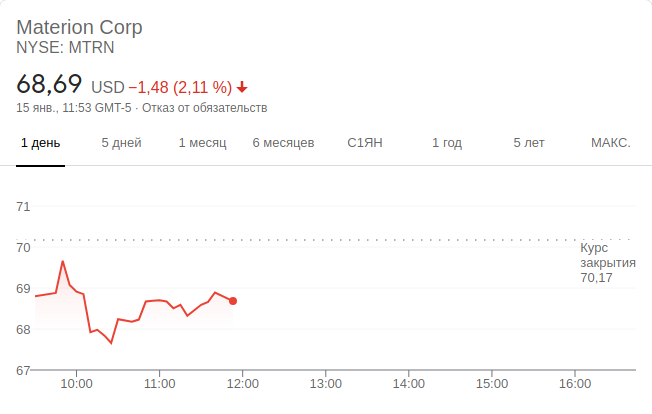 Materion Corp
NYSE: MTRN
68,69 USD −1,48 (2,11 %)
15 янв., 11:53 GMT-5 · Отказ от обязательств
1 день 5 дней 1 месяц 6 месяцев С1ЯН 1 год 5 лет МАКС.
71
70
69
68
67
Курс
закрытия
70,17
10:00 11:00 12:00 13:00 14:00 15:00 16:00